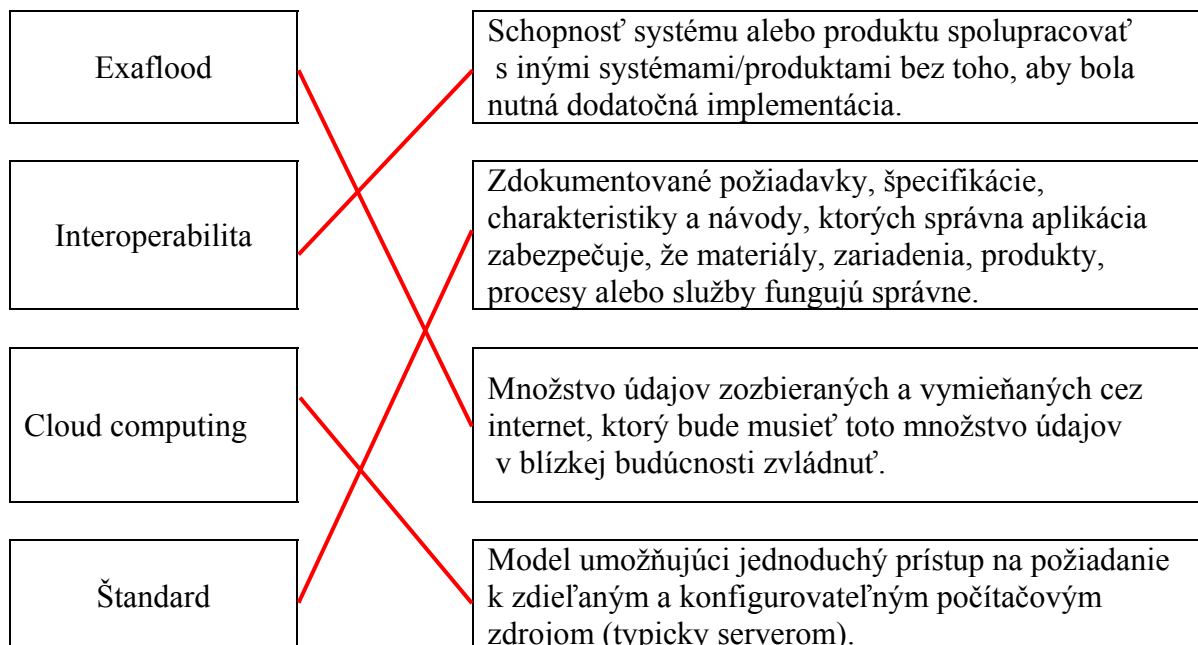 Exaflood
Schopnosť systému alebo produktu spolupracovať
s inými systémami/produktami bez toho, aby bola
nutná dodatočná implementácia.
Interoperabilita
Zdokumentované požiadavky, špecifikácie,
charakteristiky a návody, ktorých správna aplikácia
zabezpečuje, že materiály, zariadenia, produkty,
procesy alebo služby fungujú správne.
Cloud computing
Množstvo údajov zozbieraných a vymieňaných cez
internet, ktorý bude musieť toto množstvo údajov
v blízkej budúcnosti zvládnuť.
Štandard
Model umožňujúci jednoduchý prístup na požiadanie
k zdieľaným a konfigurovateľným počítačovým
zdrojom (typicky serverom).